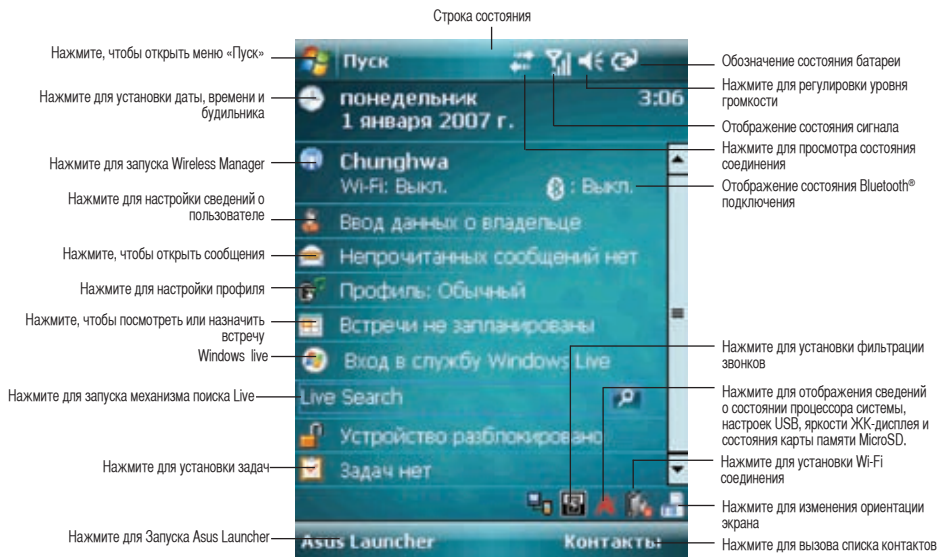 Строка состояния
Нажмите, чтобы открыть меню «Пуск»
Нажмите для установки даты, времени и
будильника
Нажмите для запуска Wireless Manager
Нажмите для настройки сведений о
пользователе
Нажмите, чтобы открыть сообщения
Нажмите для настройки профиля
Нажмите, чтобы посмотреть или назначить
встречу
Windows live
Нажмите для запуска механизма поиска Live
Нажмите для установки задач
Нажмите для Запуска Asus Launcher
Пуск
понедельник
3:06
1 января 2007 г.
Chunghwa
Wi-Fi: Выкл.
: Выкл.
Ввод данных о владельце
Непрочитанных сообщений нет
Профиль: Обычный
Встречи не запланированы
Вход в службу Windows Live
Live Search
Устройство разблокировано
Задач нет
Asus Launcher
Контакты
Обозначение состояния батареи
Нажмите для регулировки уровня
громкости
Отображение состояния сигнала
Нажмите для просмотра состояния
соединения
Отображение состояния Bluetooth®
подключения
Нажмите для установки фильтрации
звонков
Нажмите для отображения сведений
о состоянии процессора системы,
настроек USB, яркости ЖК-дисплея и
состояния карты памяти MicroSD.
Нажмите для установки Wi-Fi
соединения
Нажмите для изменения ориентации
экрана
Нажмите для вызова списка контактов